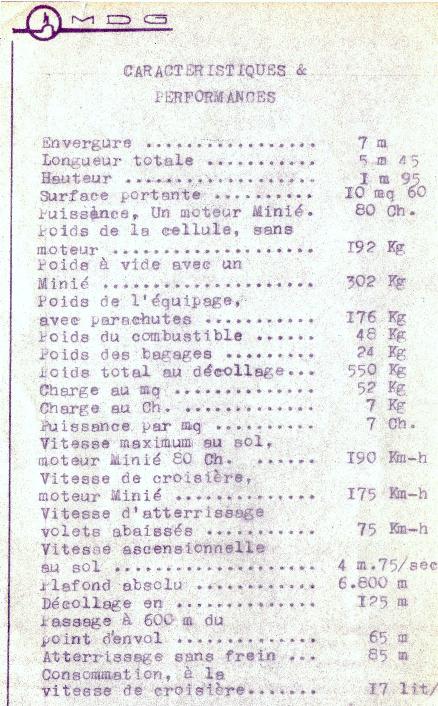 MDG
CARACTERISTIQUES &
PERFORMANCES
Envergure .................. 7 m
Longueur totale ............ 5 m 45
Hauteur .................... I m 95
Surface portante ........... IO mq 60
Puissance, Un moteur Minié. 80 Ch.
Poids de la cellule, sans
moteur ..................... I92 Kg
Poids à vide avec un
Minié ...................... 302 Kg
Poids de l'équipage,
avec parachutes ............ I76 Kg
Poids du combustible ....... 48 Kg
Poids des bagages .......... 24 Kg
Poids total au décollage... 550 Kg
Charge au mq ............... 52 Kg
Charge au Ch. .............. 7 Kg
Puissance par mq ........... 7 Ch.
Vitesse maximum au sol,
moteur Minié 80 Ch. ...... I90 Km-h
Vitesse de croisière,
moteur Minié ............... I75 Km-h
Vitesse d'atterrissage
volets abaissés ............ 75 Km-h
Vitesse ascensionnelle
au sol ..................... 4 m.75/sec
Plafond absolu ............. 6.800 m
Décollage en ............... I25 m
Passage à 600 m du
point d'envol .............. 65 m
Atterrissage sans frein ... 85 m
Consommation, à la
vitesse de croisière....... I7 lit/